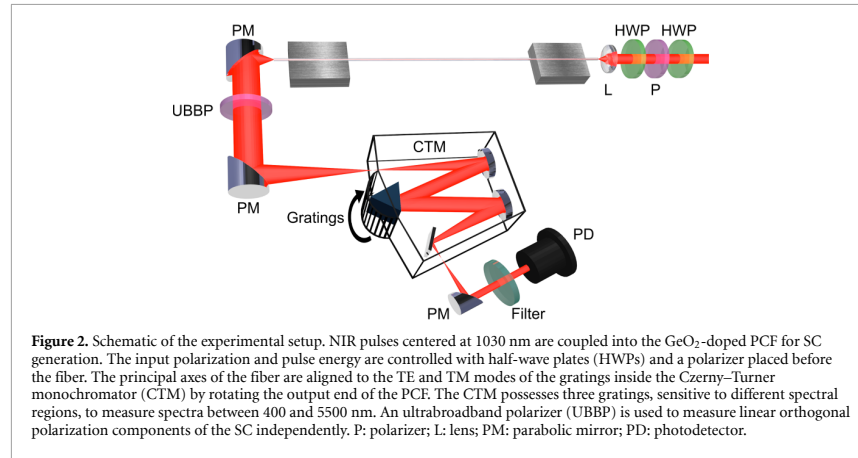 PM
HWP HWP
L P
UBBP
CTM
PM
Gratings
PD
PM
Filter
Figure 2. Schematic of the experimental setup. NIR pulses centered at 1030 nm are coupled into the GeO₂-doped PCF for SC
generation. The input polarization and pulse energy are controlled with half-wave plates (HWPs) and a polarizer placed before
the fiber. The principal axes of the fiber are aligned to the TE and TM modes of the gratings inside the Czerny–Turner
monochromator (CTM) by rotating the output end of the PCF. The CTM possesses three gratings, sensitive to different spectral
regions, to measure spectra between 400 and 5500 nm. An ultrabroadband polarizer (UBBP) is used to measure linear orthogonal
polarization components of the SC independently. P: polarizer; L: lens; PM: parabolic mirror; PD: photodetector.